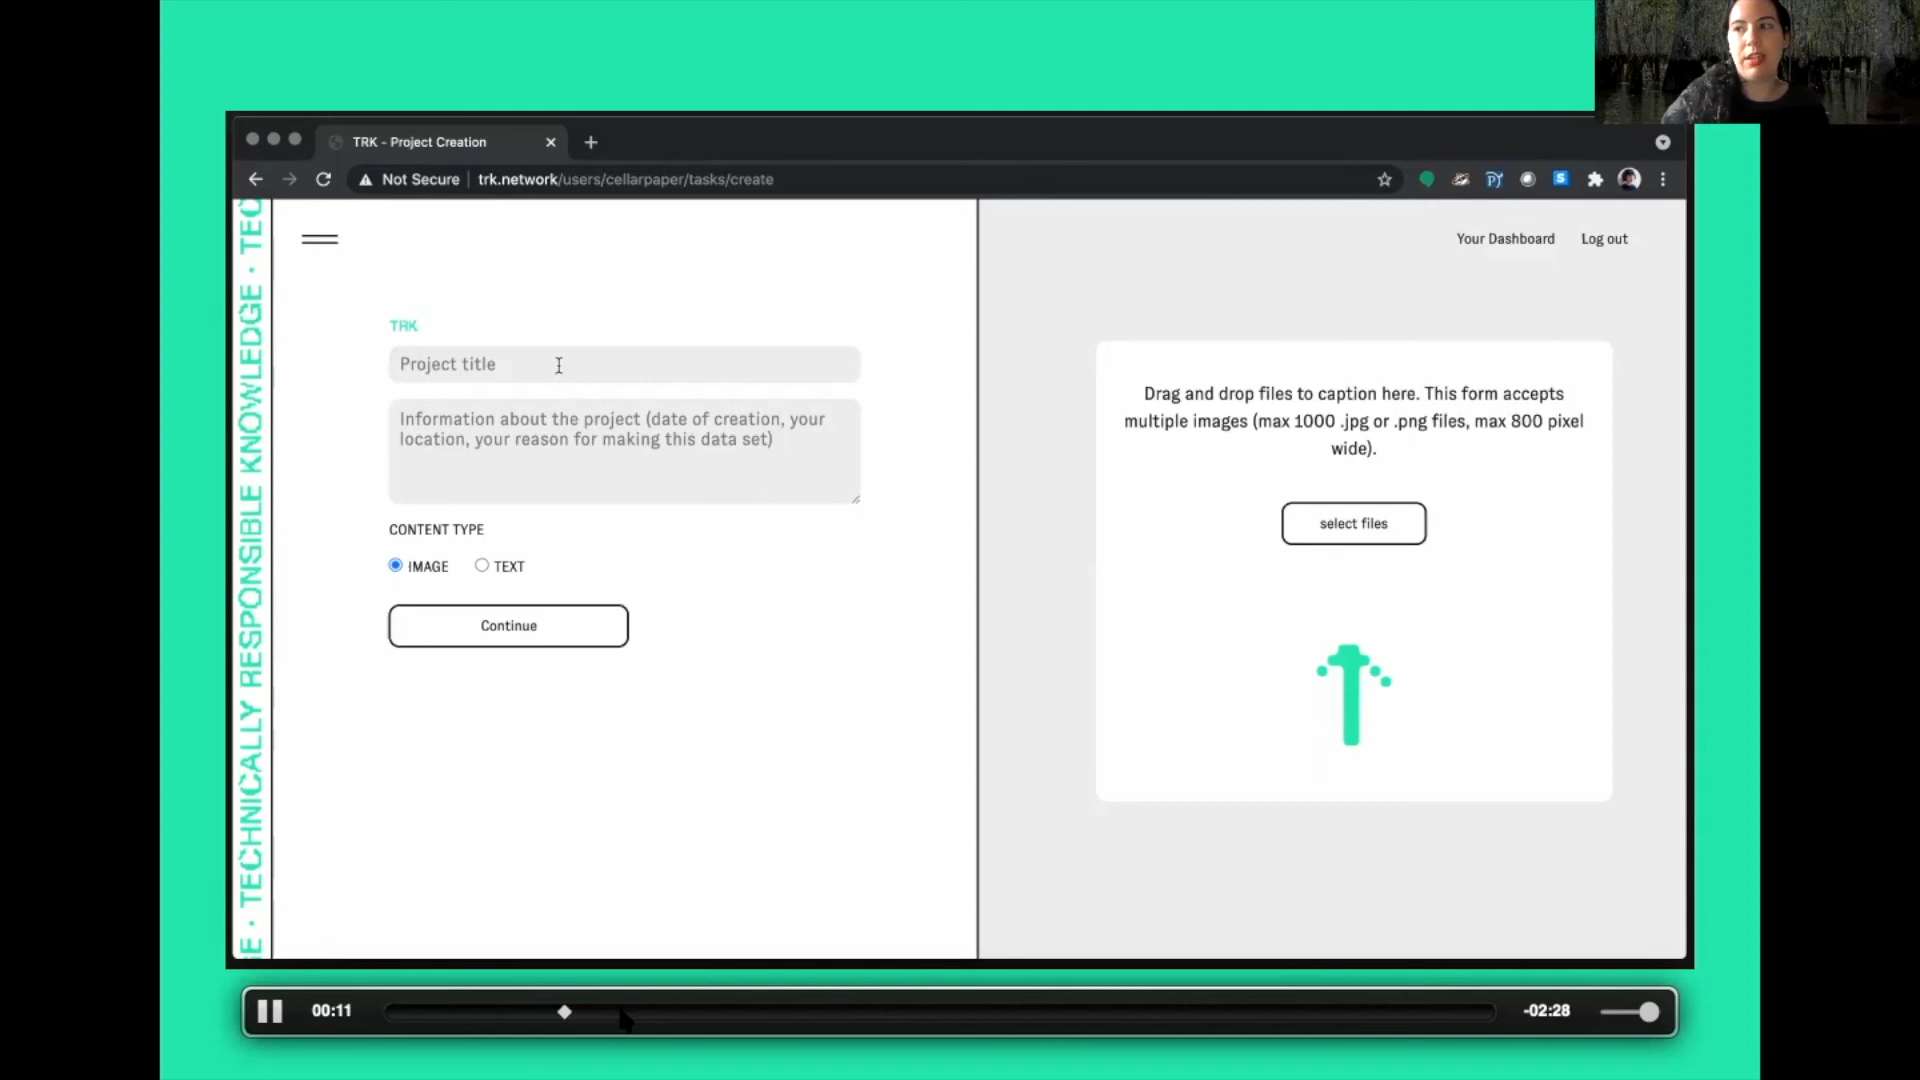 TRK - Project Creation
Not Secure
trk.network/users/cellarpaper/tasks/create
Your Dashboard
Log out
TECHNICALLY RESPONSIBLE KNOWLEDGE · TEC
GE ·
TRK
Project title
Information about the project (date of creation, your
location, your reason for making this data set)
CONTENT TYPE
IMAGE
TEXT
Continue
Drag and drop files to caption here. This form accepts
multiple images (max 1000 .jpg or .png files, max 800 pixel
wide).
select files
00:11
-02:28